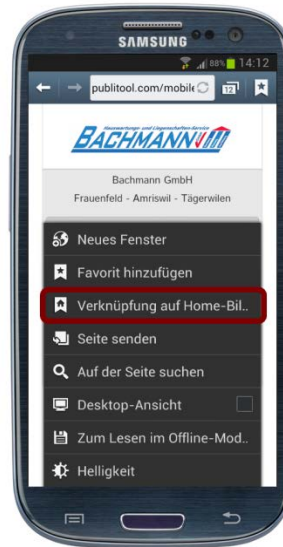 SAMSUNG
88% 14:12
publitool.com/mobile 12
Hauswartungs- und Liegenschaften-Service
BACHMANN
Bachmann GmbH
Frauenfeld - Amriswil - Tägerwilen
Neues Fenster
Favorit hinzufügen
Verknüpfung auf Home-Bil..
Seite senden
Auf der Seite suchen
Desktop-Ansicht
Zum Lesen im Offline-Mod..
Helligkeit